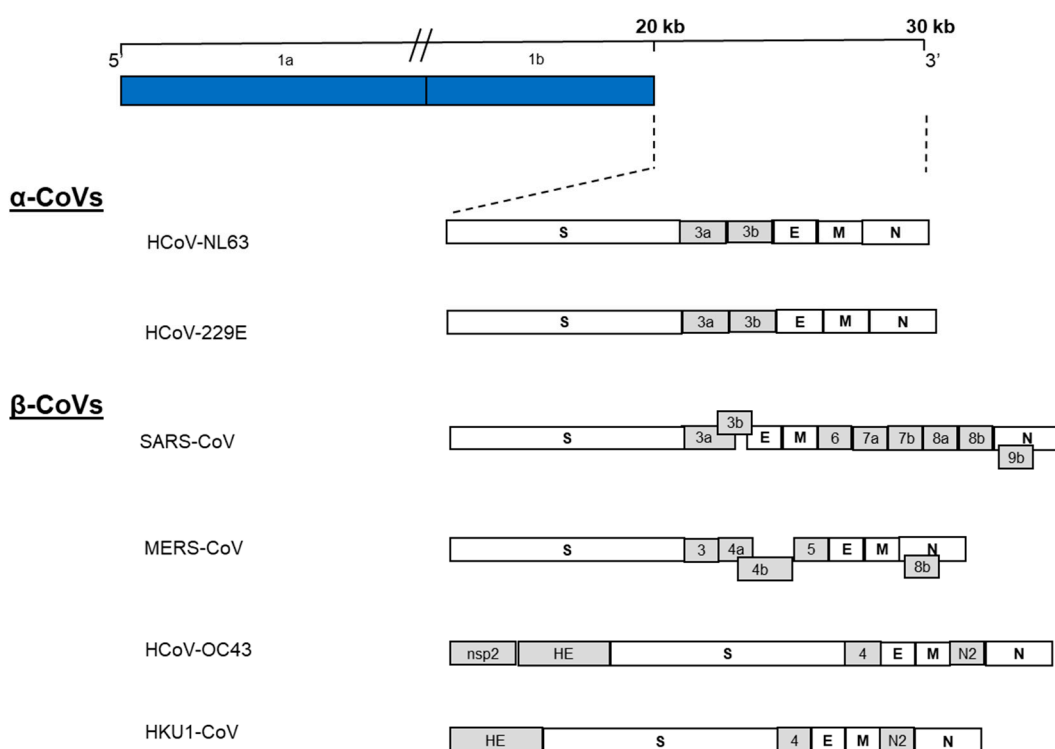 20 kb 30 kb
5’ 1a 1b 3’
α-CoVs
HCoV-NL63 S 3a 3b E M N
HCoV-229E S 3a 3b E M N
β-CoVs
SARS-CoV S 3a 3b E M 6 7a 7b 8a 8b N 9b
MERS-CoV S 3 4a 4b 5 E M N 8b
HCoV-OC43 nsp2 HE S 4 E M N2 N
HKU1-CoV HE S 4 E M N2 N